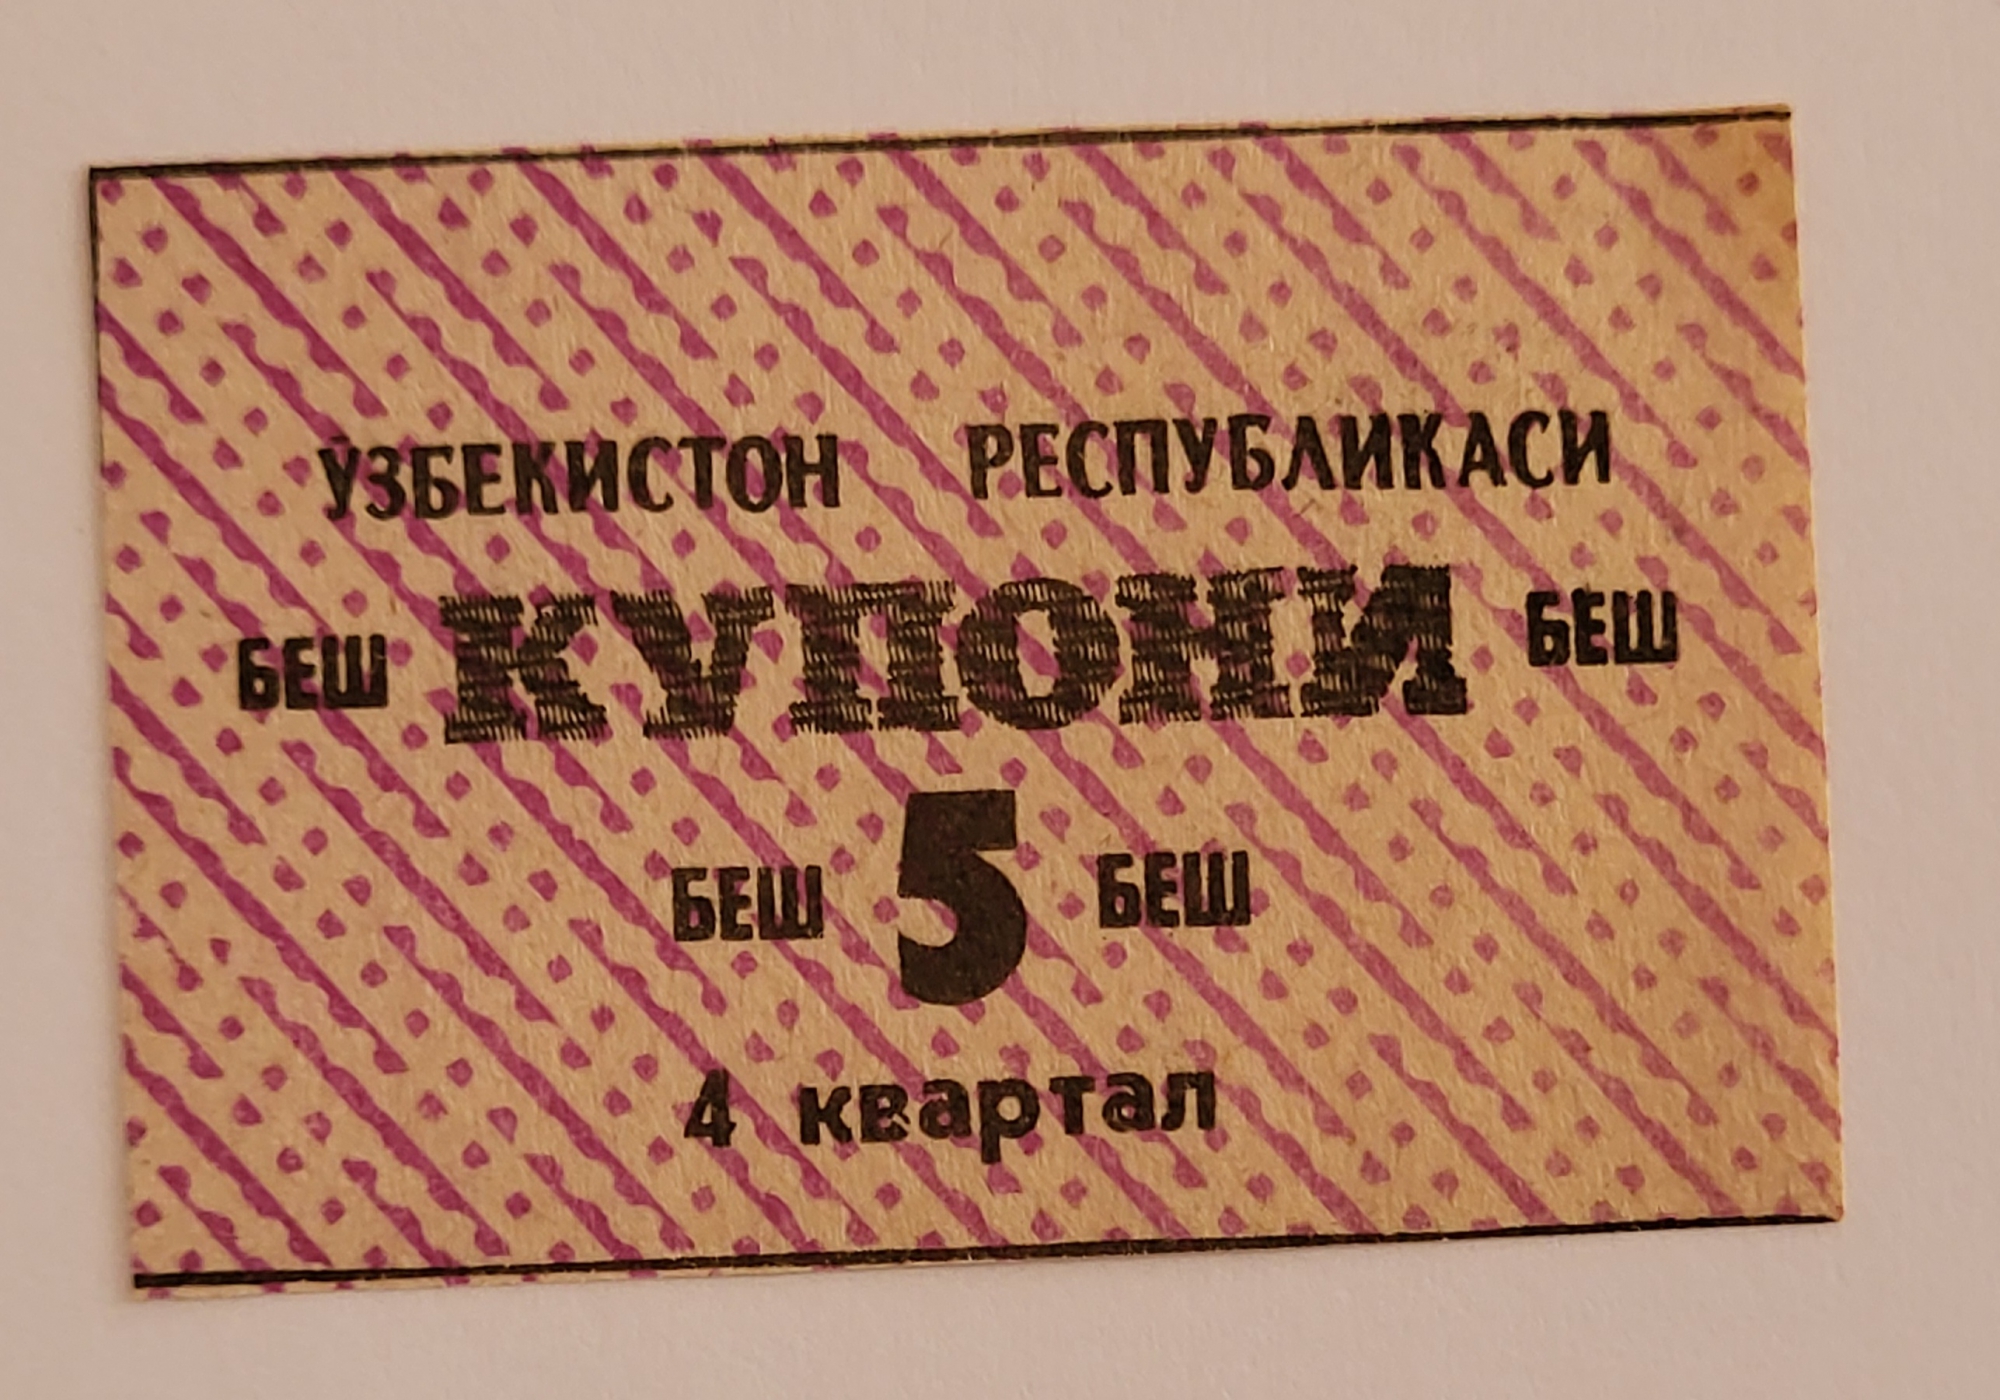 ЎЗБЕКИСТОН РЕСПУБЛИКАСИ
БЕШ КУПОНИ БЕШ
БЕШ 5 БЕШ
4 квартал